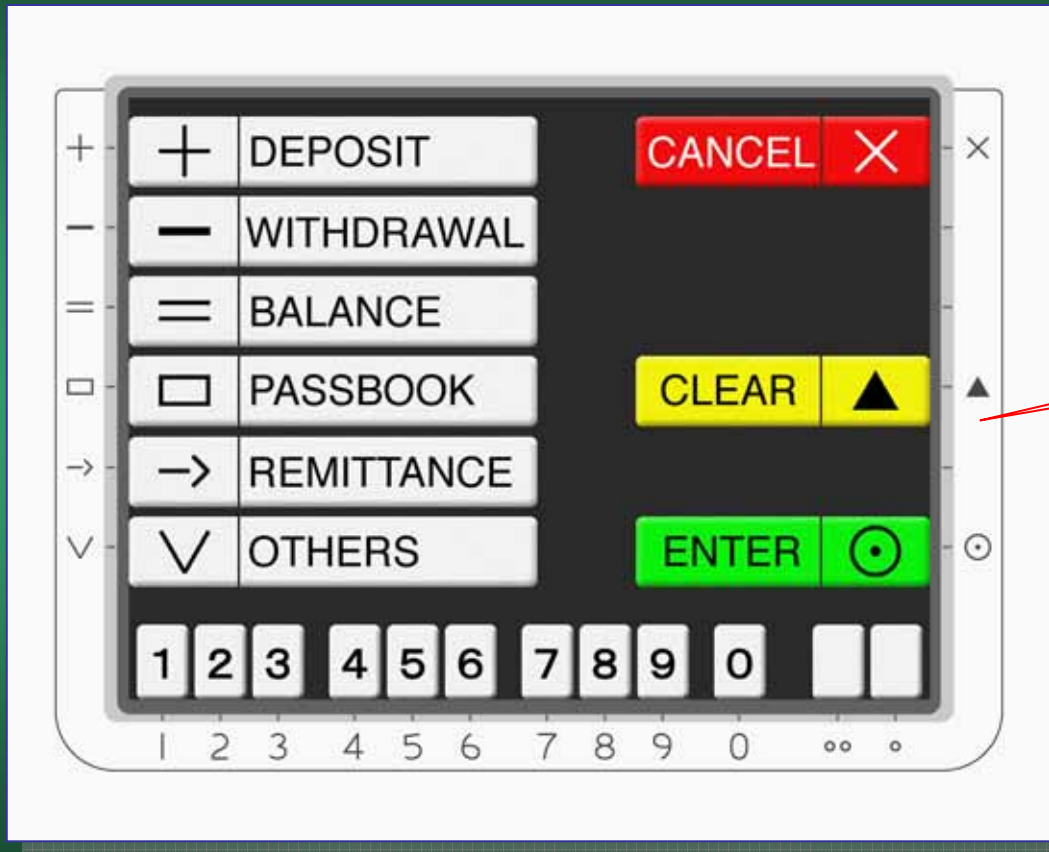 + + DEPOSIT CANCEL × ×
− − WITHDRAWAL
= = BALANCE
▭ ▭ PASSBOOK CLEAR ▲ ▲
→ → REMITTANCE
∨ ∨ OTHERS ENTER ⊙ ⊙
1 2 3 4 5 6 7 8 9 0
1 2 3 4 5 6 7 8 9 0 °° °